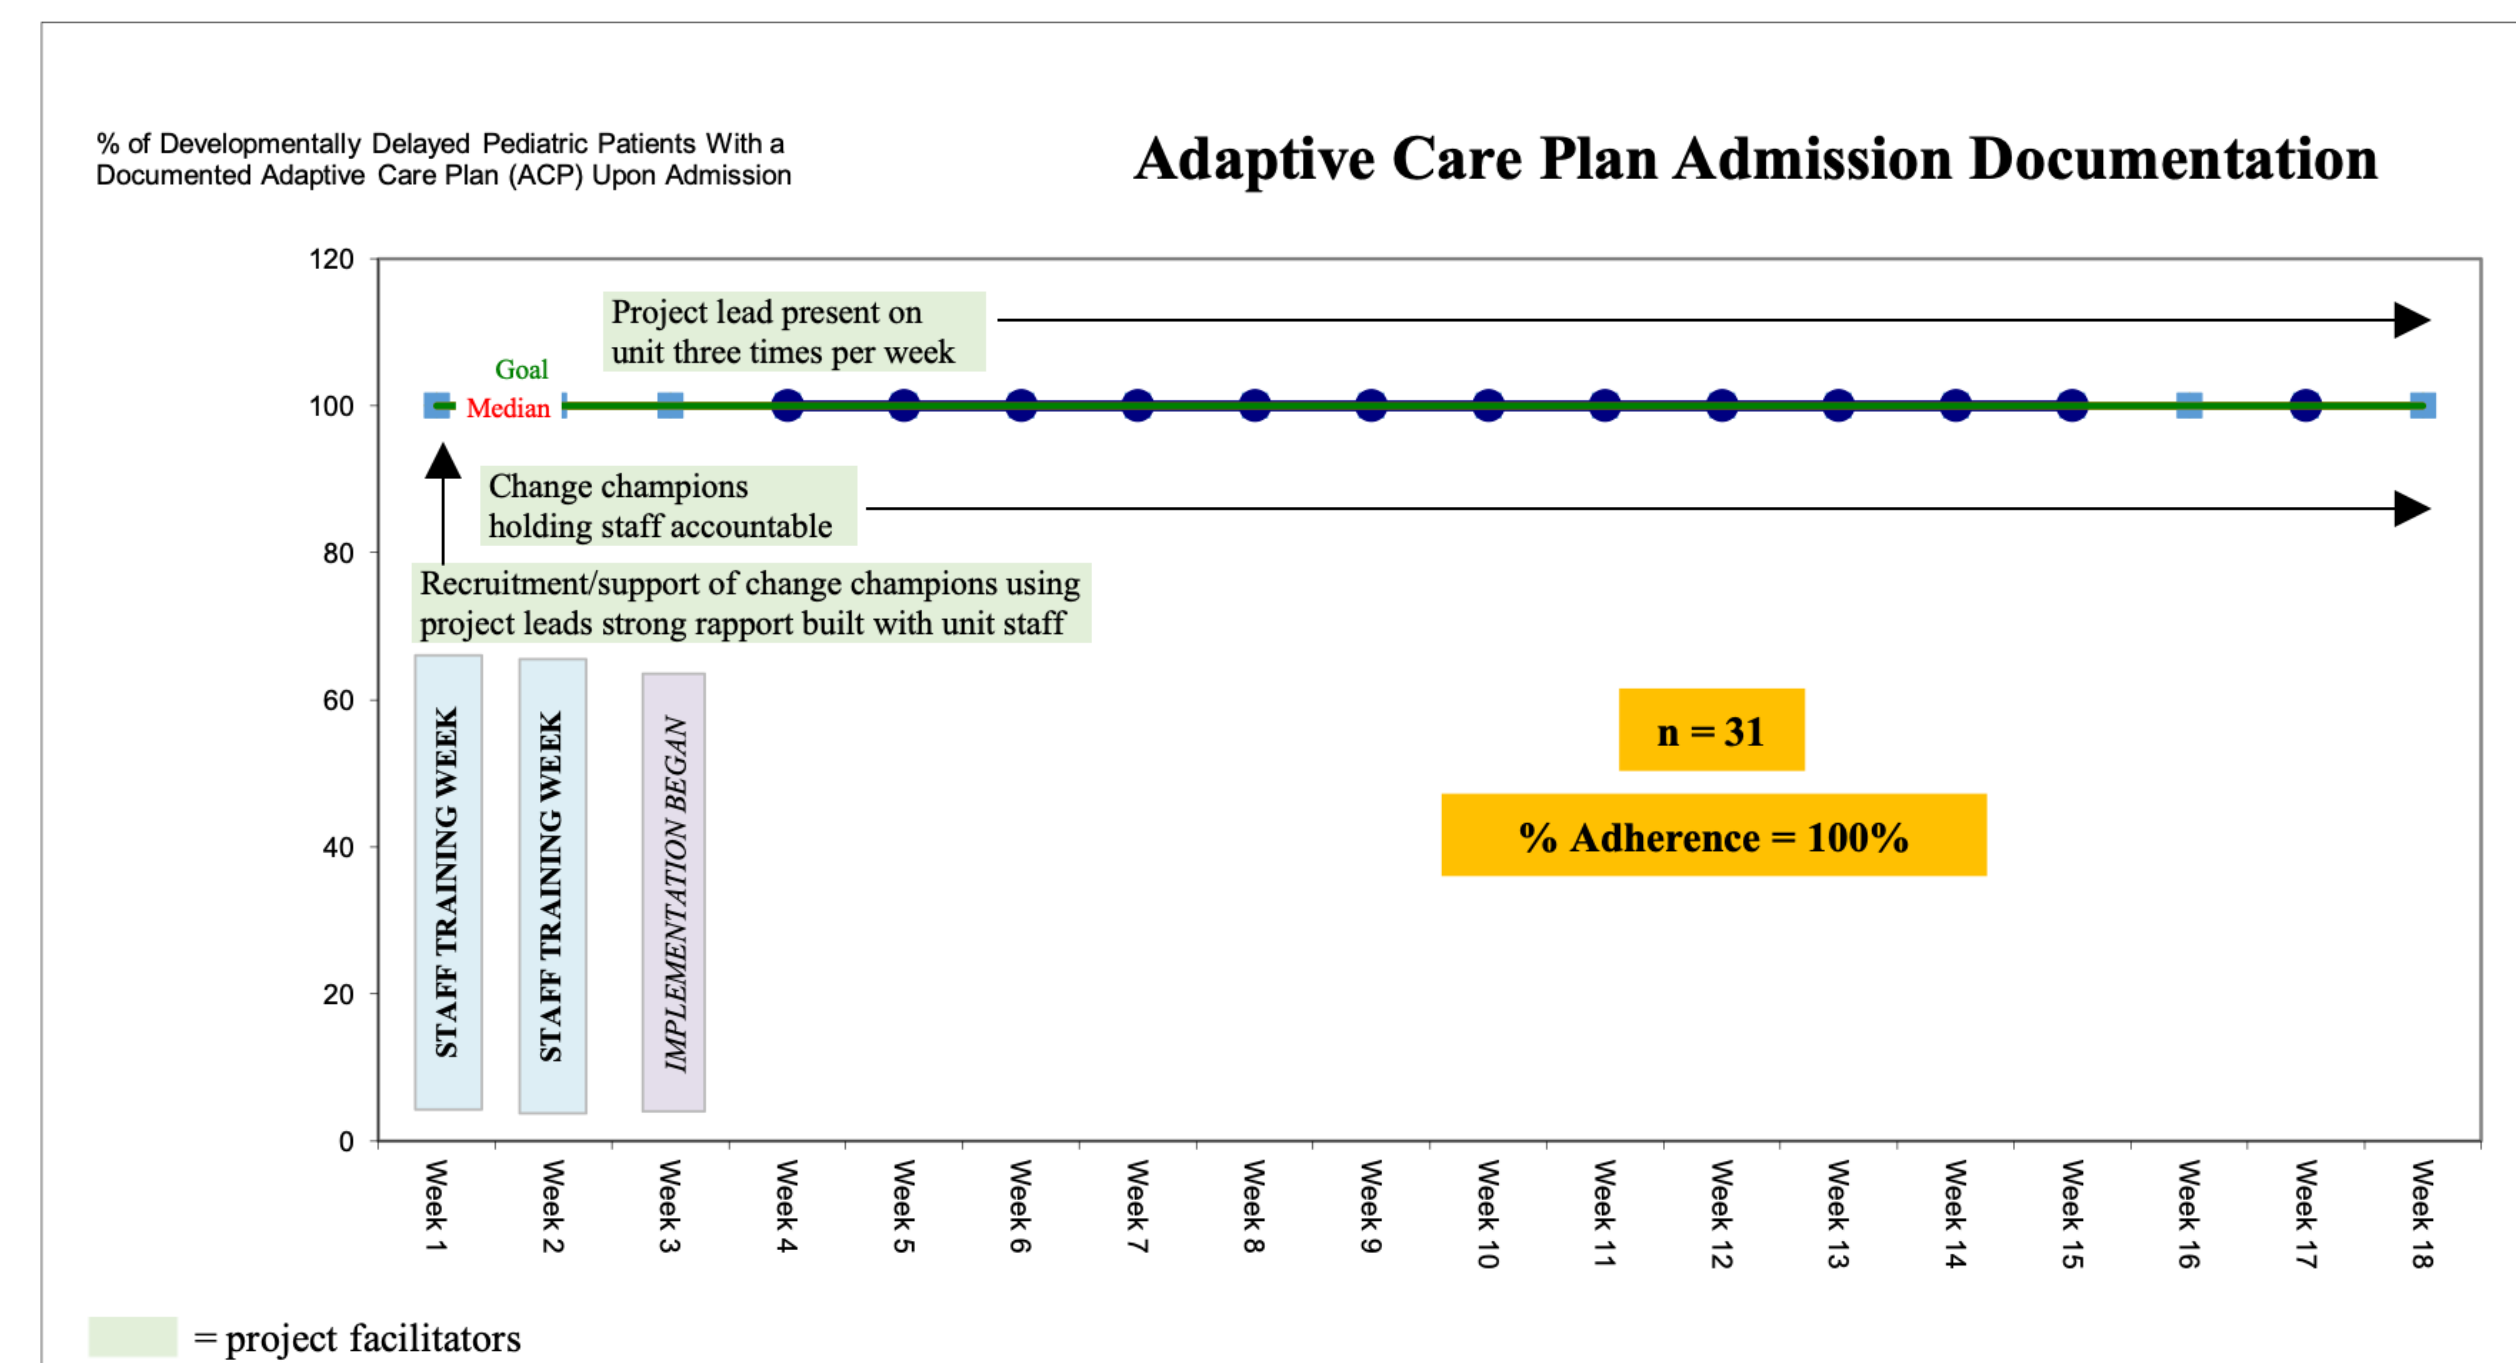 % of Developmentally Delayed Pediatric Patients With a
Documented Adaptive Care Plan (ACP) Upon Admission
Adaptive Care Plan Admission Documentation
120
100
80
60
40
20
0
Project lead present on
unit three times per week
Goal
Median
Change champions
holding staff accountable
Recruitment/support of change champions using
project leads strong rapport built with unit staff
STAFF TRAINING WEEK
STAFF TRAINING WEEK
IMPLEMENTATION BEGAN
n = 31
% Adherence = 100%
Week 1
Week 2
Week 3
Week 4
Week 5
Week 6
Week 7
Week 8
Week 9
Week 10
Week 11
Week 12
Week 13
Week 14
Week 15
Week 16
Week 17
Week 18
= project facilitators